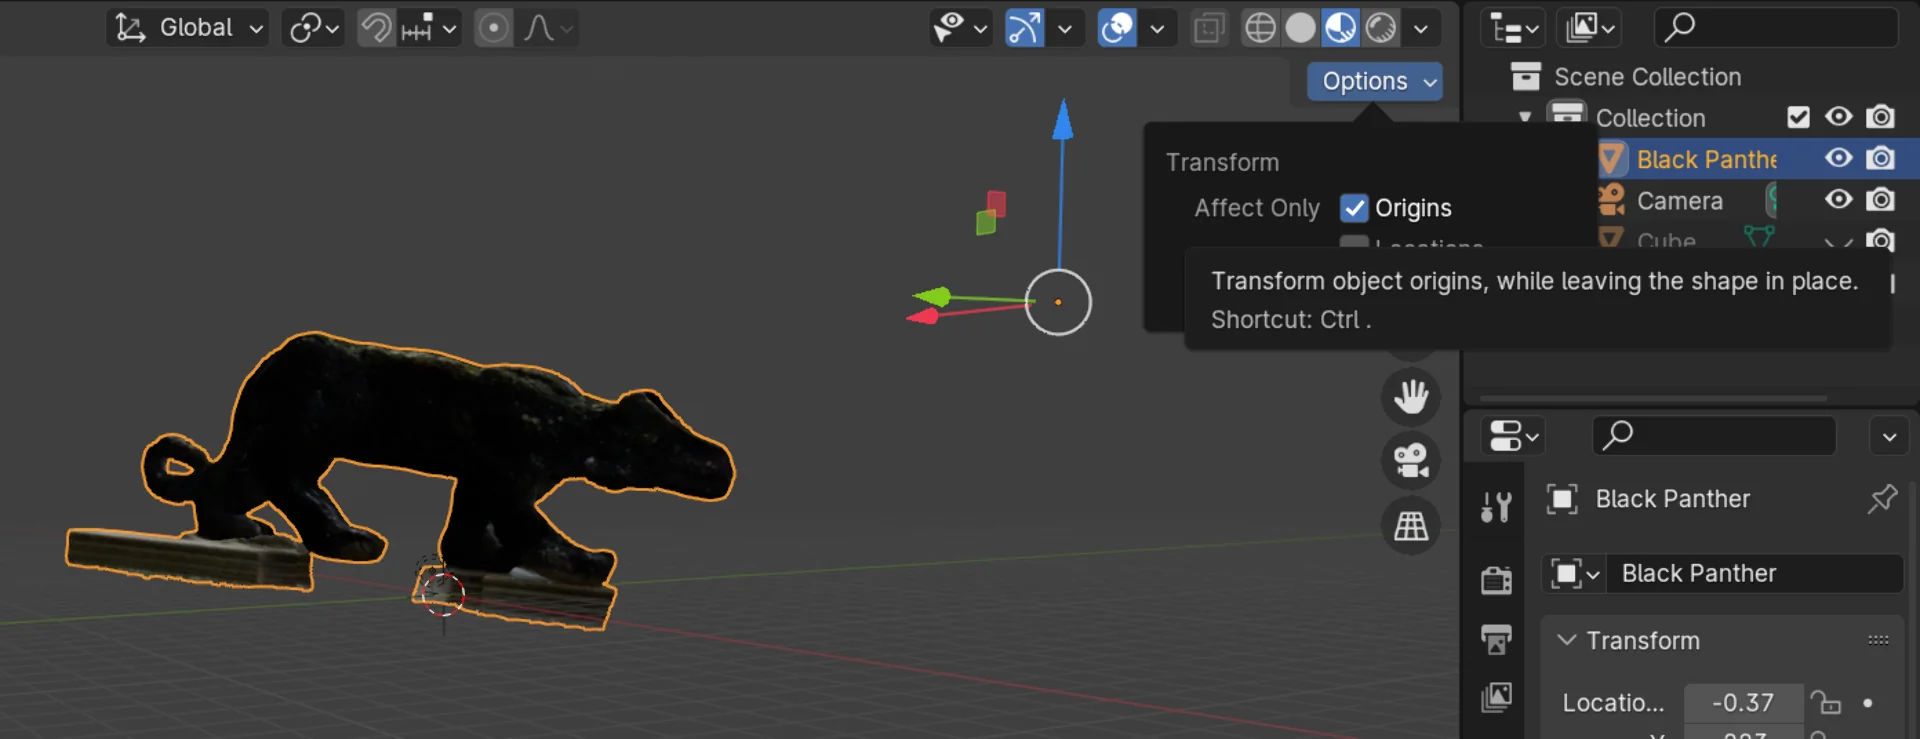 Global
Options
Scene Collection
Collection
Black Panthe
Camera
Cube
Transform
Affect Only
Origins
Locations
Transform object origins, while leaving the shape in place.
Shortcut: Ctrl .
Black Panther
Black Panther
Transform
Locatio...
-0.37